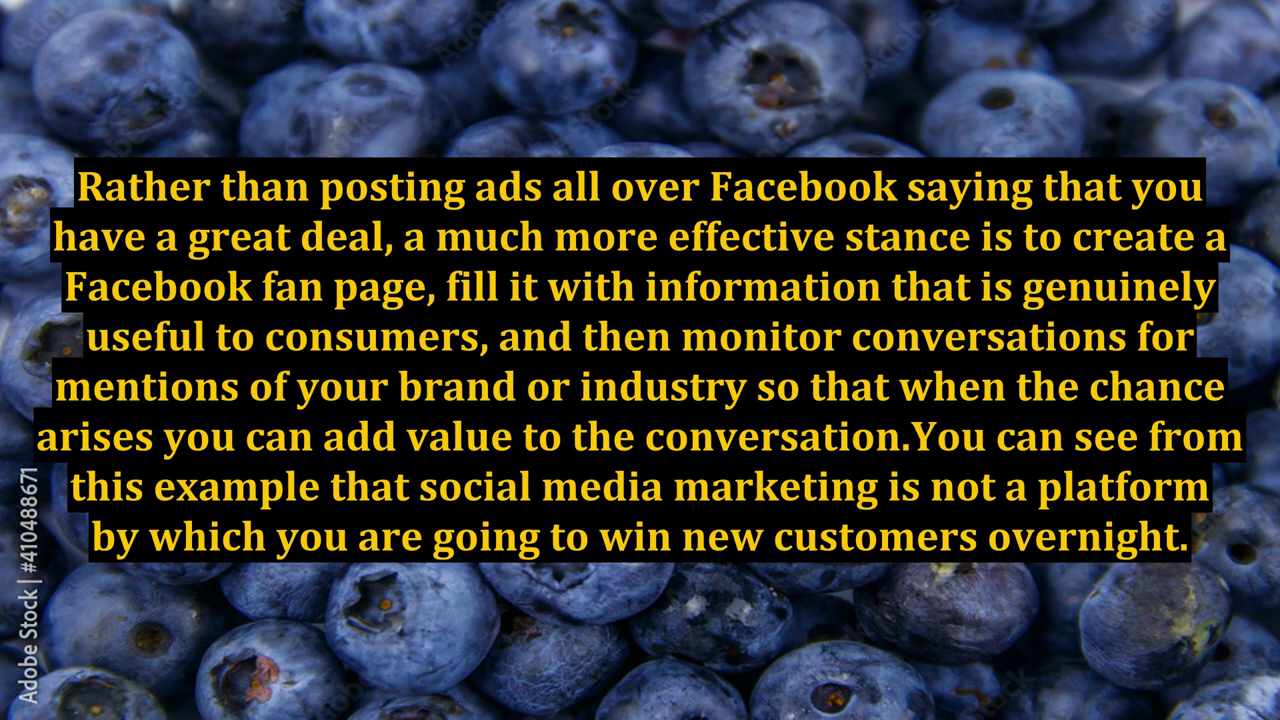 Rather than posting ads all over Facebook saying that you
have a great deal, a much more effective stance is to create a
Facebook fan page, fill it with information that is genuinely
useful to consumers, and then monitor conversations for
mentions of your brand or industry so that when the chance
arises you can add value to the conversation.You can see from
this example that social media marketing is not a platform
by which you are going to win new customers overnight.
Adobe Stock | #410488671